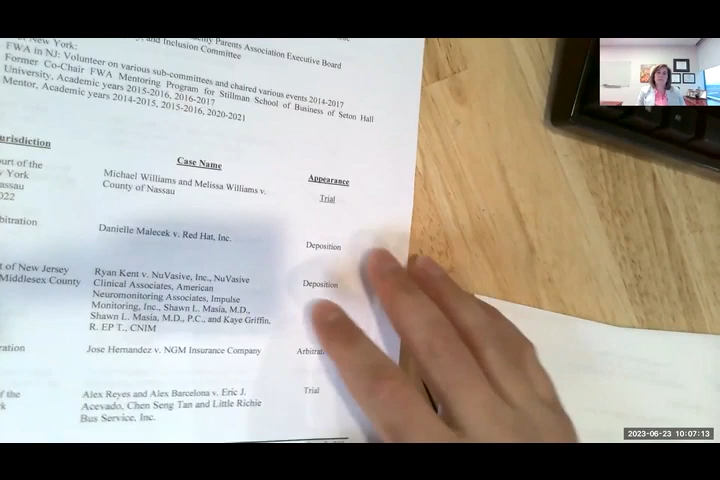 New York:
Parents Association Executive Board
and Inclusion Committee
FWA in NJ: Volunteer on various sub-committees and chaired various events 2014-2017
Former Co-Chair FWA Mentoring Program for Stillman School of Business of Seton Hall
University, Academic years 2015-2016, 2016-2017
Mentor, Academic years 2014-2015, 2015-2016, 2020-2021
Case Name
Appearance
Michael Williams and Melissa Williams v.
County of Nassau
Trial
ourt of the
York
assau
022
Danielle Malecek v. Red Hat, Inc.
Deposition
bitration
Ryan Kent v. NuVasive, Inc., NuVasive
Clinical Associates, American
Neuromonitoring Associates, Impulse
Monitoring, Inc., Shawn L. Masia, M.D.,
Shawn L. Masia, M.D., P.C., and Kaye Griffin,
R. EP T., CNIM
Deposition
t of New Jersey
Middlesex County
Jose Hernandez v. NGM Insurance Company
Arbitrat
ration
Alex Reyes and Alex Barcelona v. Eric J.
Acevado, Chen Seng Tan and Little Richie
Bus Service, Inc.
Trial
f the
k
2023-06-23 10:07:13